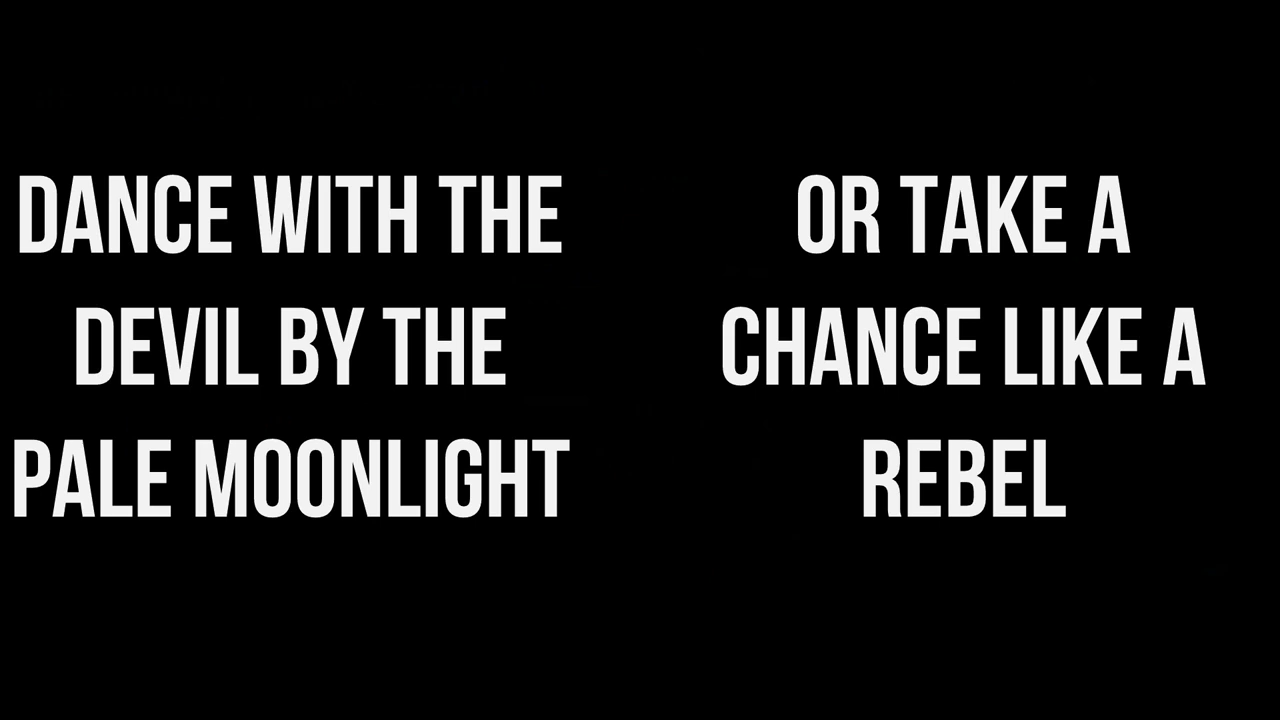 DANCE WITH THE
DEVIL BY THE
PALE MOONLIGHT
OR TAKE A
CHANCE LIKE A
REBEL